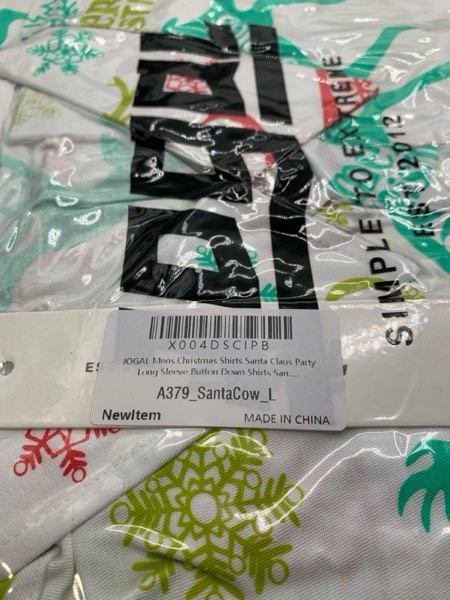 SIMPLE TO EXTREME
EST 2012
X004DSCIPB
JOGAL Mens Christmas Shirts Santa Claus Party
Long Sleeve Button Down Shirts San.....
A379_SantaCow_L
NewItem
MADE IN CHINA
ES